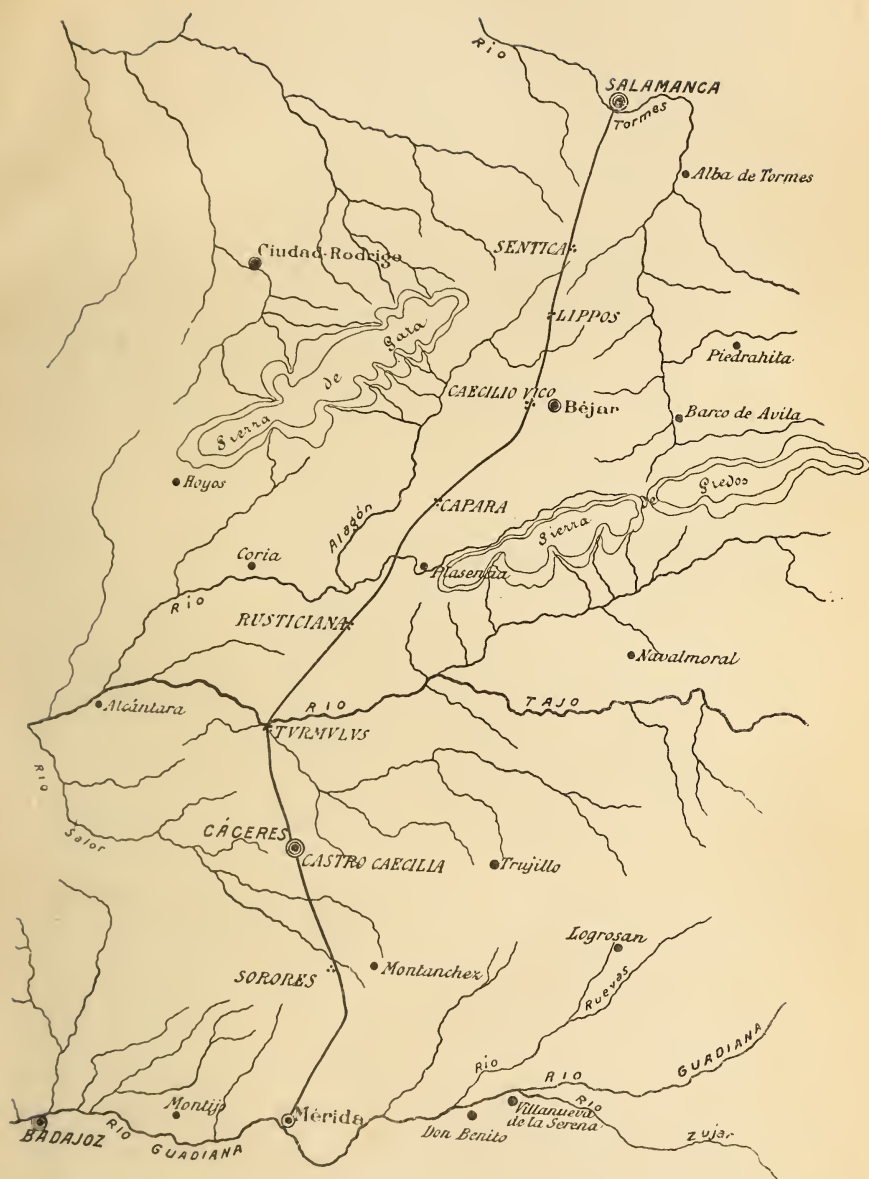 RIO
SALAMANCA
Tormes
Alba de Tormes
SENTICA
Ciudad-Rodrigo
LIPPOS
Sierra de Gata
Piedrahita
CAECILIO VICO
Béjar
Barco de Avila
Hoyos
CAPARA
Sierra de Gredos
Alagón
Coria
Plasencia
RIO
RUSTICIANA
Navalmoral
Alcántara
RIO TAJO
TVRMVLVS
RIO
Salor
CÁCERES
CASTRO CAECILIA
Trujillo
Logrosan
SORORES
Montanchez
Ruevas
Rio
RIO GUADIANA
Montijo
Mérida
RIO
Villanueva
de la Serena
Don Benito
BADAJOZ
RIO
GUADIANA
Zujar